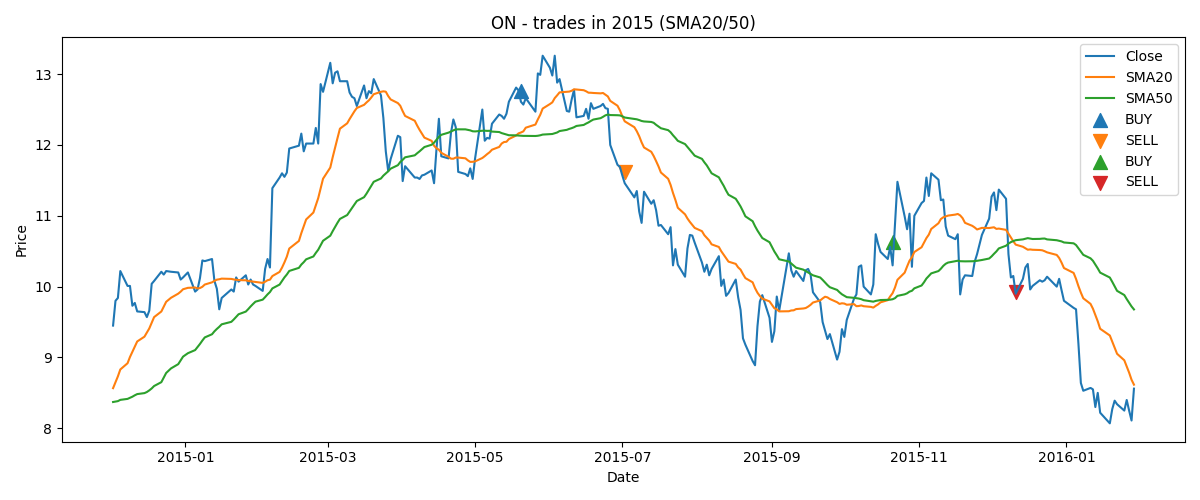 ON - trades in 2015 (SMA20/50)
Close
SMA20
SMA50
BUY
SELL
BUY
SELL
Price
13
12
11
10
9
8
2015-01 2015-03 2015-05 2015-07 2015-09 2015-11 2016-01
Date